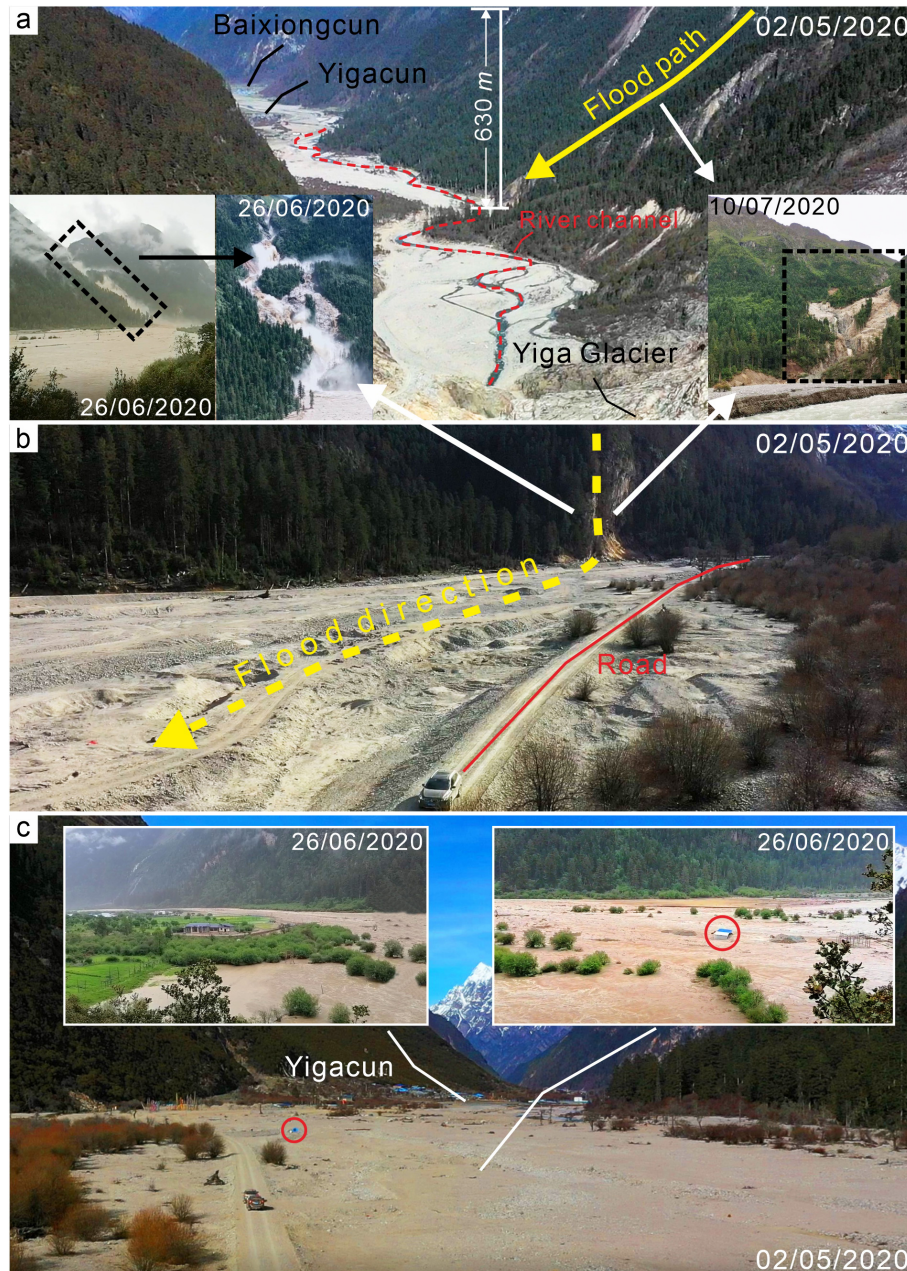 a
Baixiongcun
Yigacun
630 m
Flood path
02/05/2020
26/06/2020
River channel
10/07/2020
26/06/2020
Yiga Glacier
b
02/05/2020
Flood direction
Road
c
26/06/2020
26/06/2020
Yigacun
02/05/2020